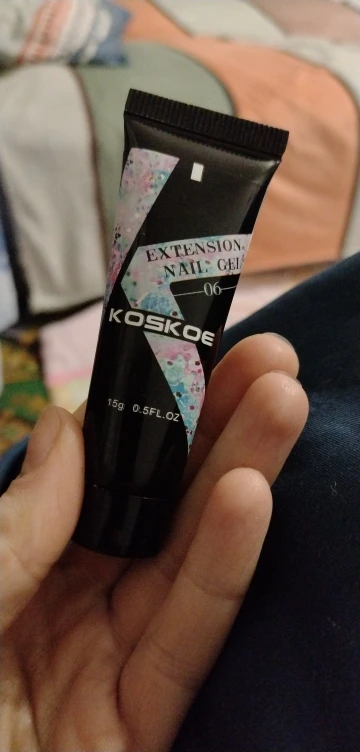 EXTENSION
NAIL GEL
06
KOSKOE
15g 0.5FL.OZ